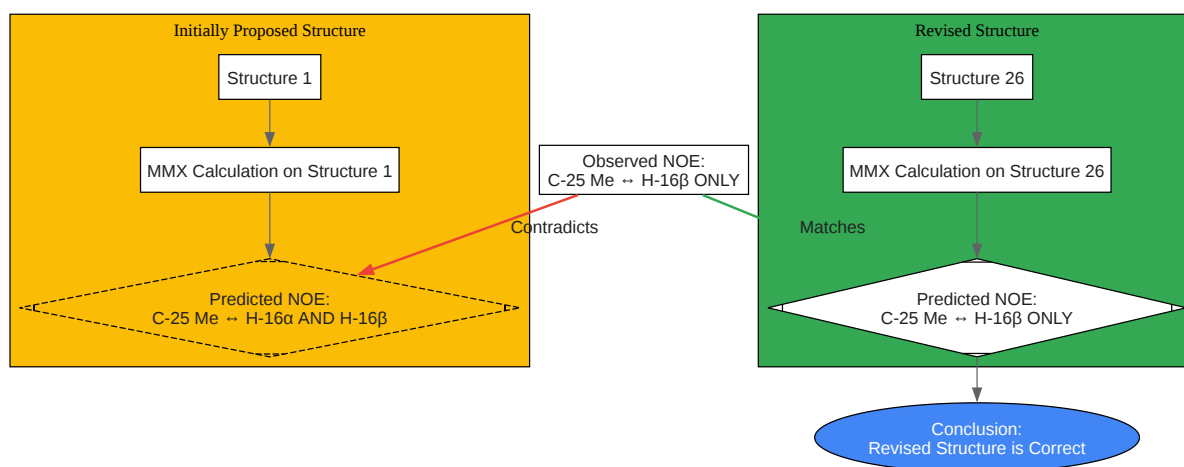 Initially Proposed Structure
Structure 1
MMX Calculation on Structure 1
Predicted NOE:
C-25 Me ↔ H-16α AND H-16β
Observed NOE:
C-25 Me ↔ H-16β ONLY
Contradicts
Matches
Revised Structure
Structure 26
MMX Calculation on Structure 26
Predicted NOE:
C-25 Me ↔ H-16β ONLY
Conclusion:
Revised Structure is Correct